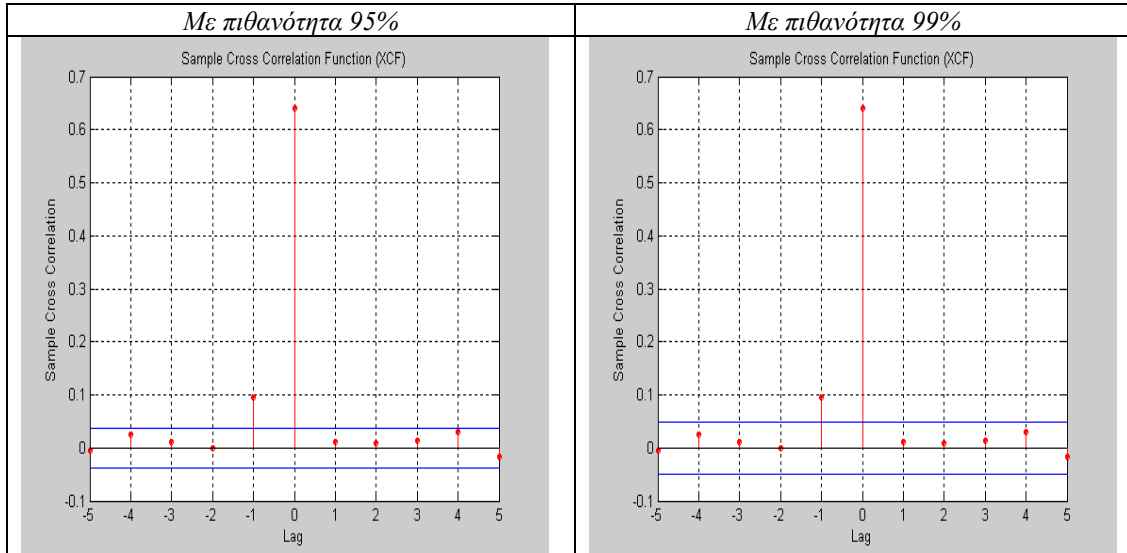 Με πιθανότητα 95%
Με πιθανότητα 99%
Sample Cross Correlation Function (XCF)
Sample Cross Correlation
0.7
0.6
0.5
0.4
0.3
0.2
0.1
0
-0.1
-5 -4 -3 -2 -1 0 1 2 3 4 5
Lag
Sample Cross Correlation Function (XCF)
Sample Cross Correlation
0.7
0.6
0.5
0.4
0.3
0.2
0.1
0
-0.1
-5 -4 -3 -2 -1 0 1 2 3 4 5
Lag